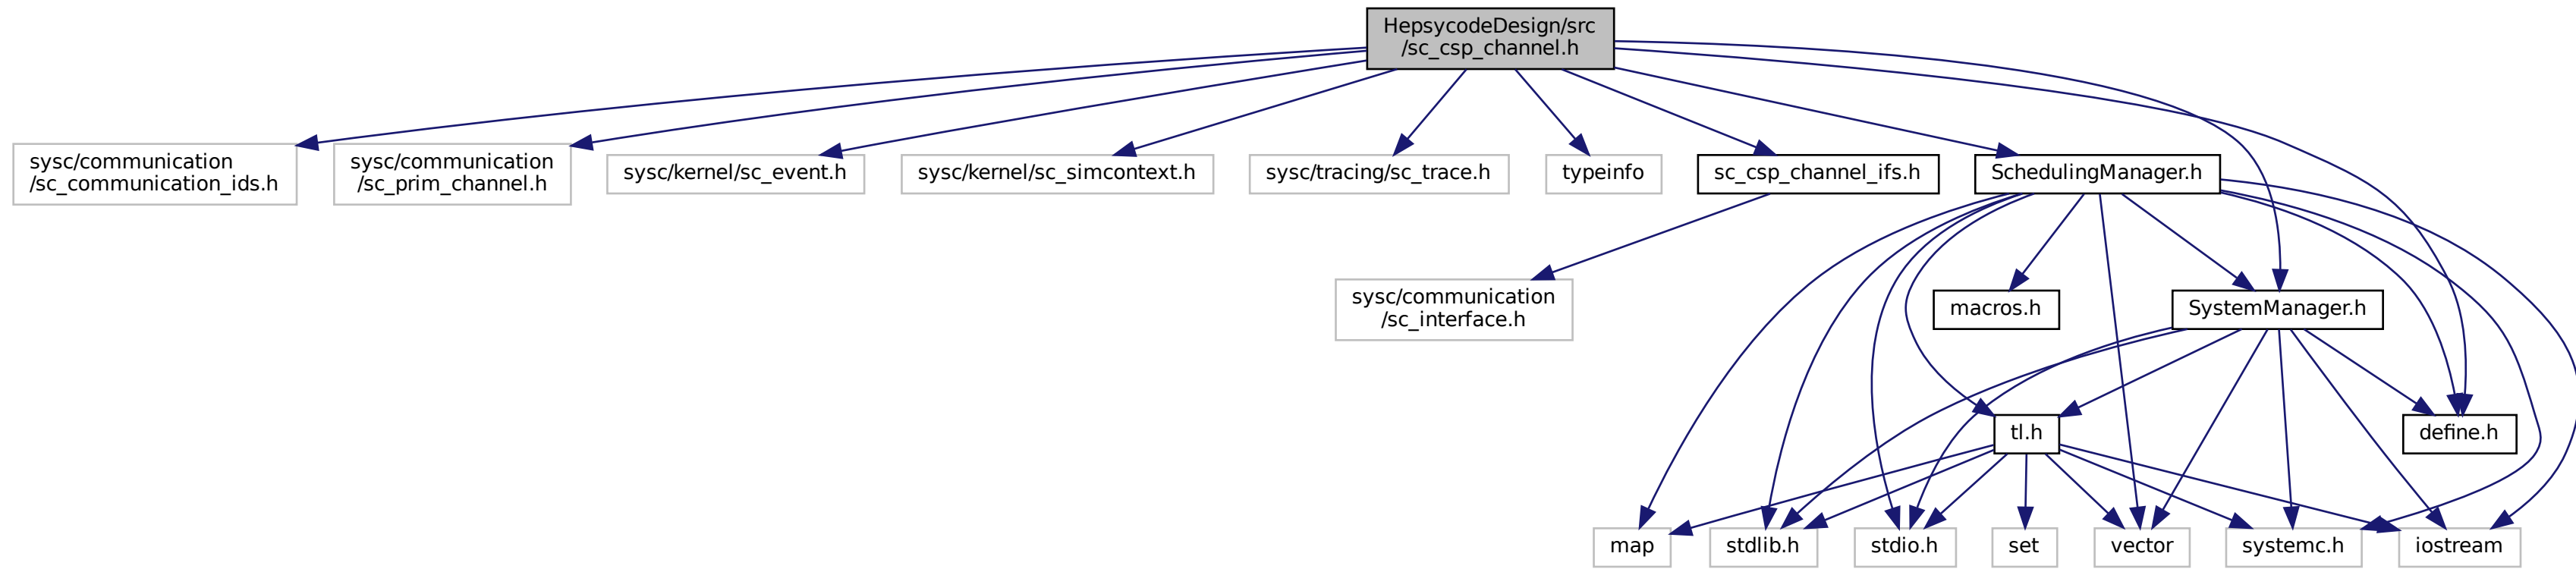 HepsycodeDesign/src
/sc_csp_channel.h
sysc/communication
/sc_communication_ids.h
sysc/communication
/sc_prim_channel.h
sysc/kernel/sc_event.h
sysc/kernel/sc_simcontext.h
sysc/tracing/sc_trace.h
typeinfo
sc_csp_channel_ifs.h
SchedulingManager.h
sysc/communication
/sc_interface.h
macros.h
SystemManager.h
tl.h
define.h
map
stdlib.h
stdio.h
set
vector
systemc.h
iostream